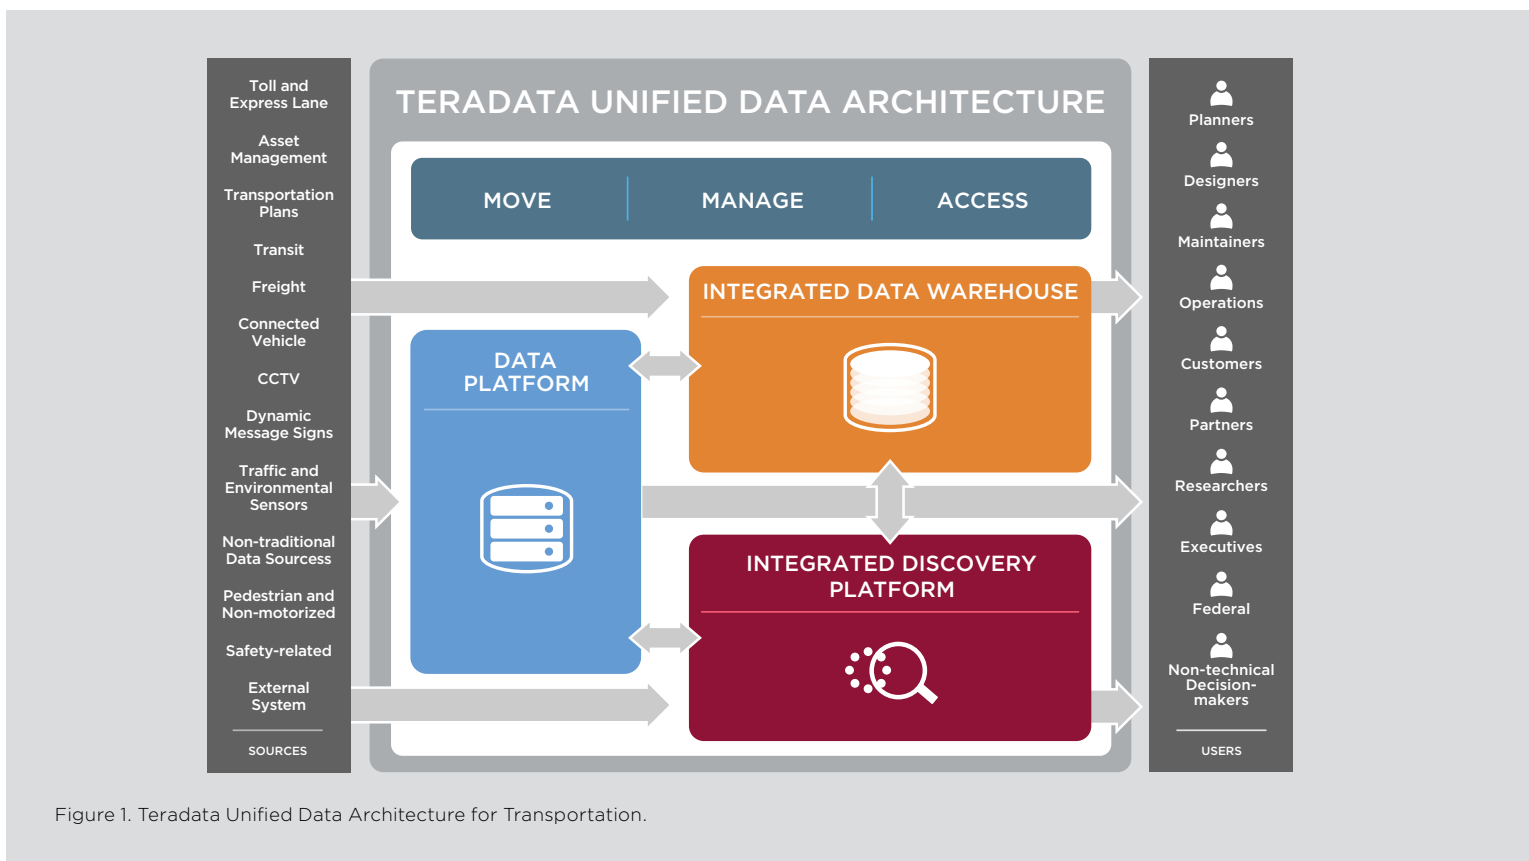 Toll and
Express Lane
Asset
Management
Transportation
Plans
Transit
Freight
Connected
Vehicle
CCTV
Dynamic
Message Signs
Traffic and
Environmental
Sensors
Non-traditional
Data Sourcess
Pedestrian and
Non-motorized
Safety-related
External
System
SOURCES
TERADATA UNIFIED DATA ARCHITECTURE
MOVE
MANAGE
ACCESS
DATA
PLATFORM
INTEGRATED DATA WAREHOUSE
INTEGRATED DISCOVERY
PLATFORM
Planners
Designers
Maintainers
Operations
Customers
Partners
Researchers
Executives
Federal
Non-technical
Decision-
makers
USERS
Figure 1. Teradata Unified Data Architecture for Transportation.